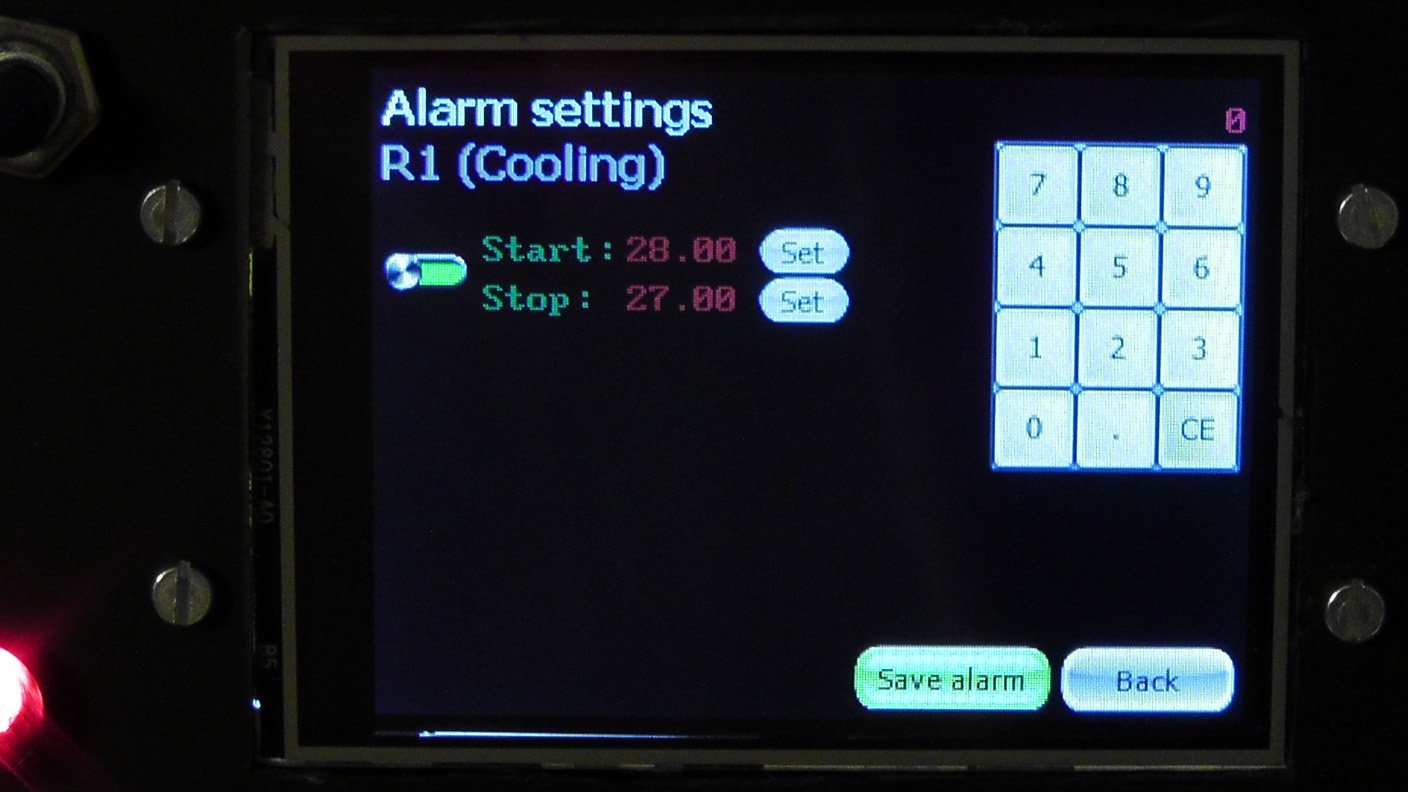 Alarm settings
R1 (Cooling)
0
Start: 28.00 Set
Stop: 27.00 Set
7 8 9
4 5 6
1 2 3
0 . CE
Save alarm Back